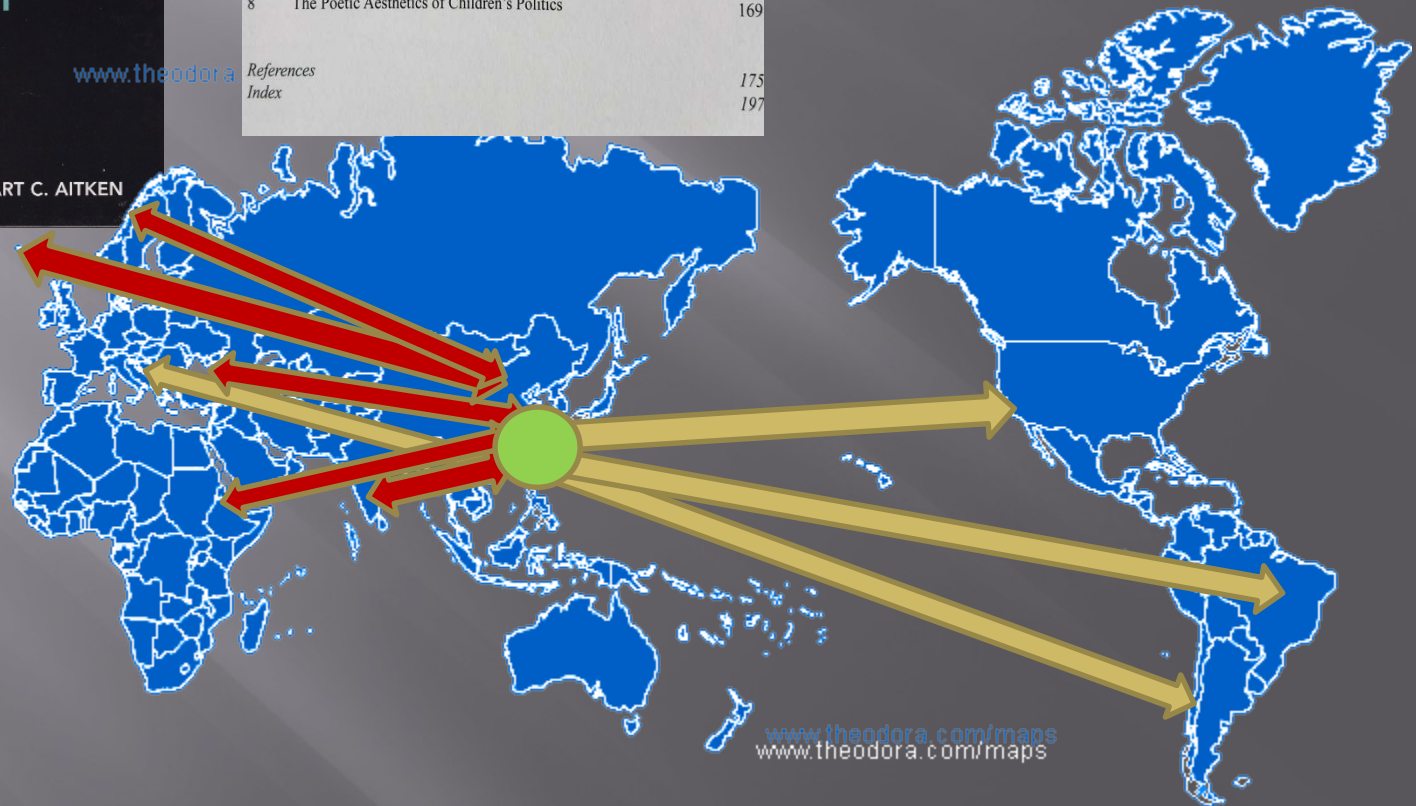 8 The Poetic Aesthetics of Children's Politics 169
www.theodora
References 175
Index 197
C. AITKEN
www.theodora.com/maps
www.theodora.com/maps